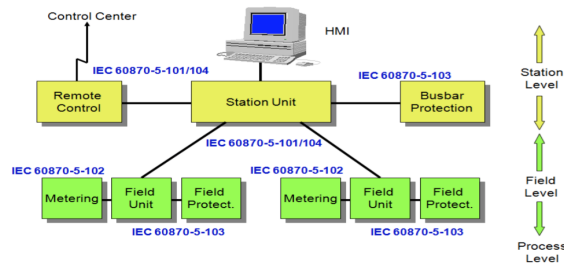 Control Center
HMI
IEC 60870-5-101/104
IEC 60870-5-103
Remote
Control
Station Unit
Busbar
Protection
Station
Level
IEC 60870-5-101/104
IEC 60870-5-102
IEC 60870-5-102
Metering
Field
Unit
Field
Protect.
Metering
Field
Unit
Field
Protect.
Field
Level
IEC 60870-5-103
IEC 60870-5-103
Process
Level